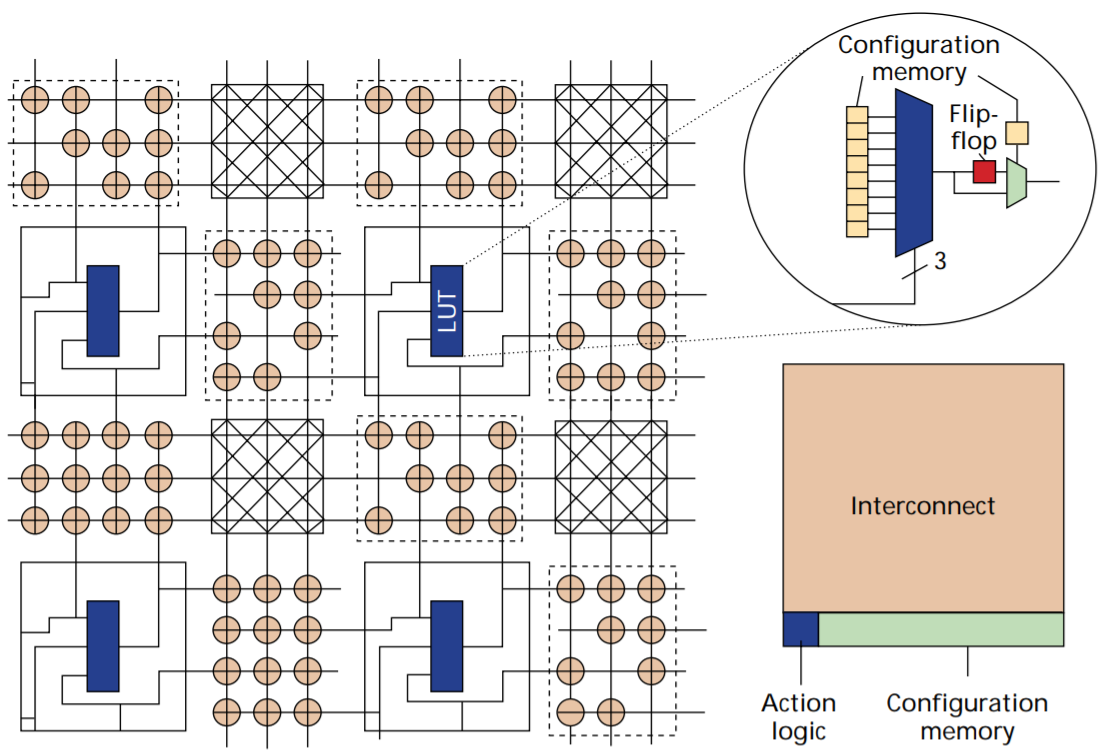 Configuration
memory
Flip-
flop
3
LUT
Interconnect
Action
logic
Configuration
memory